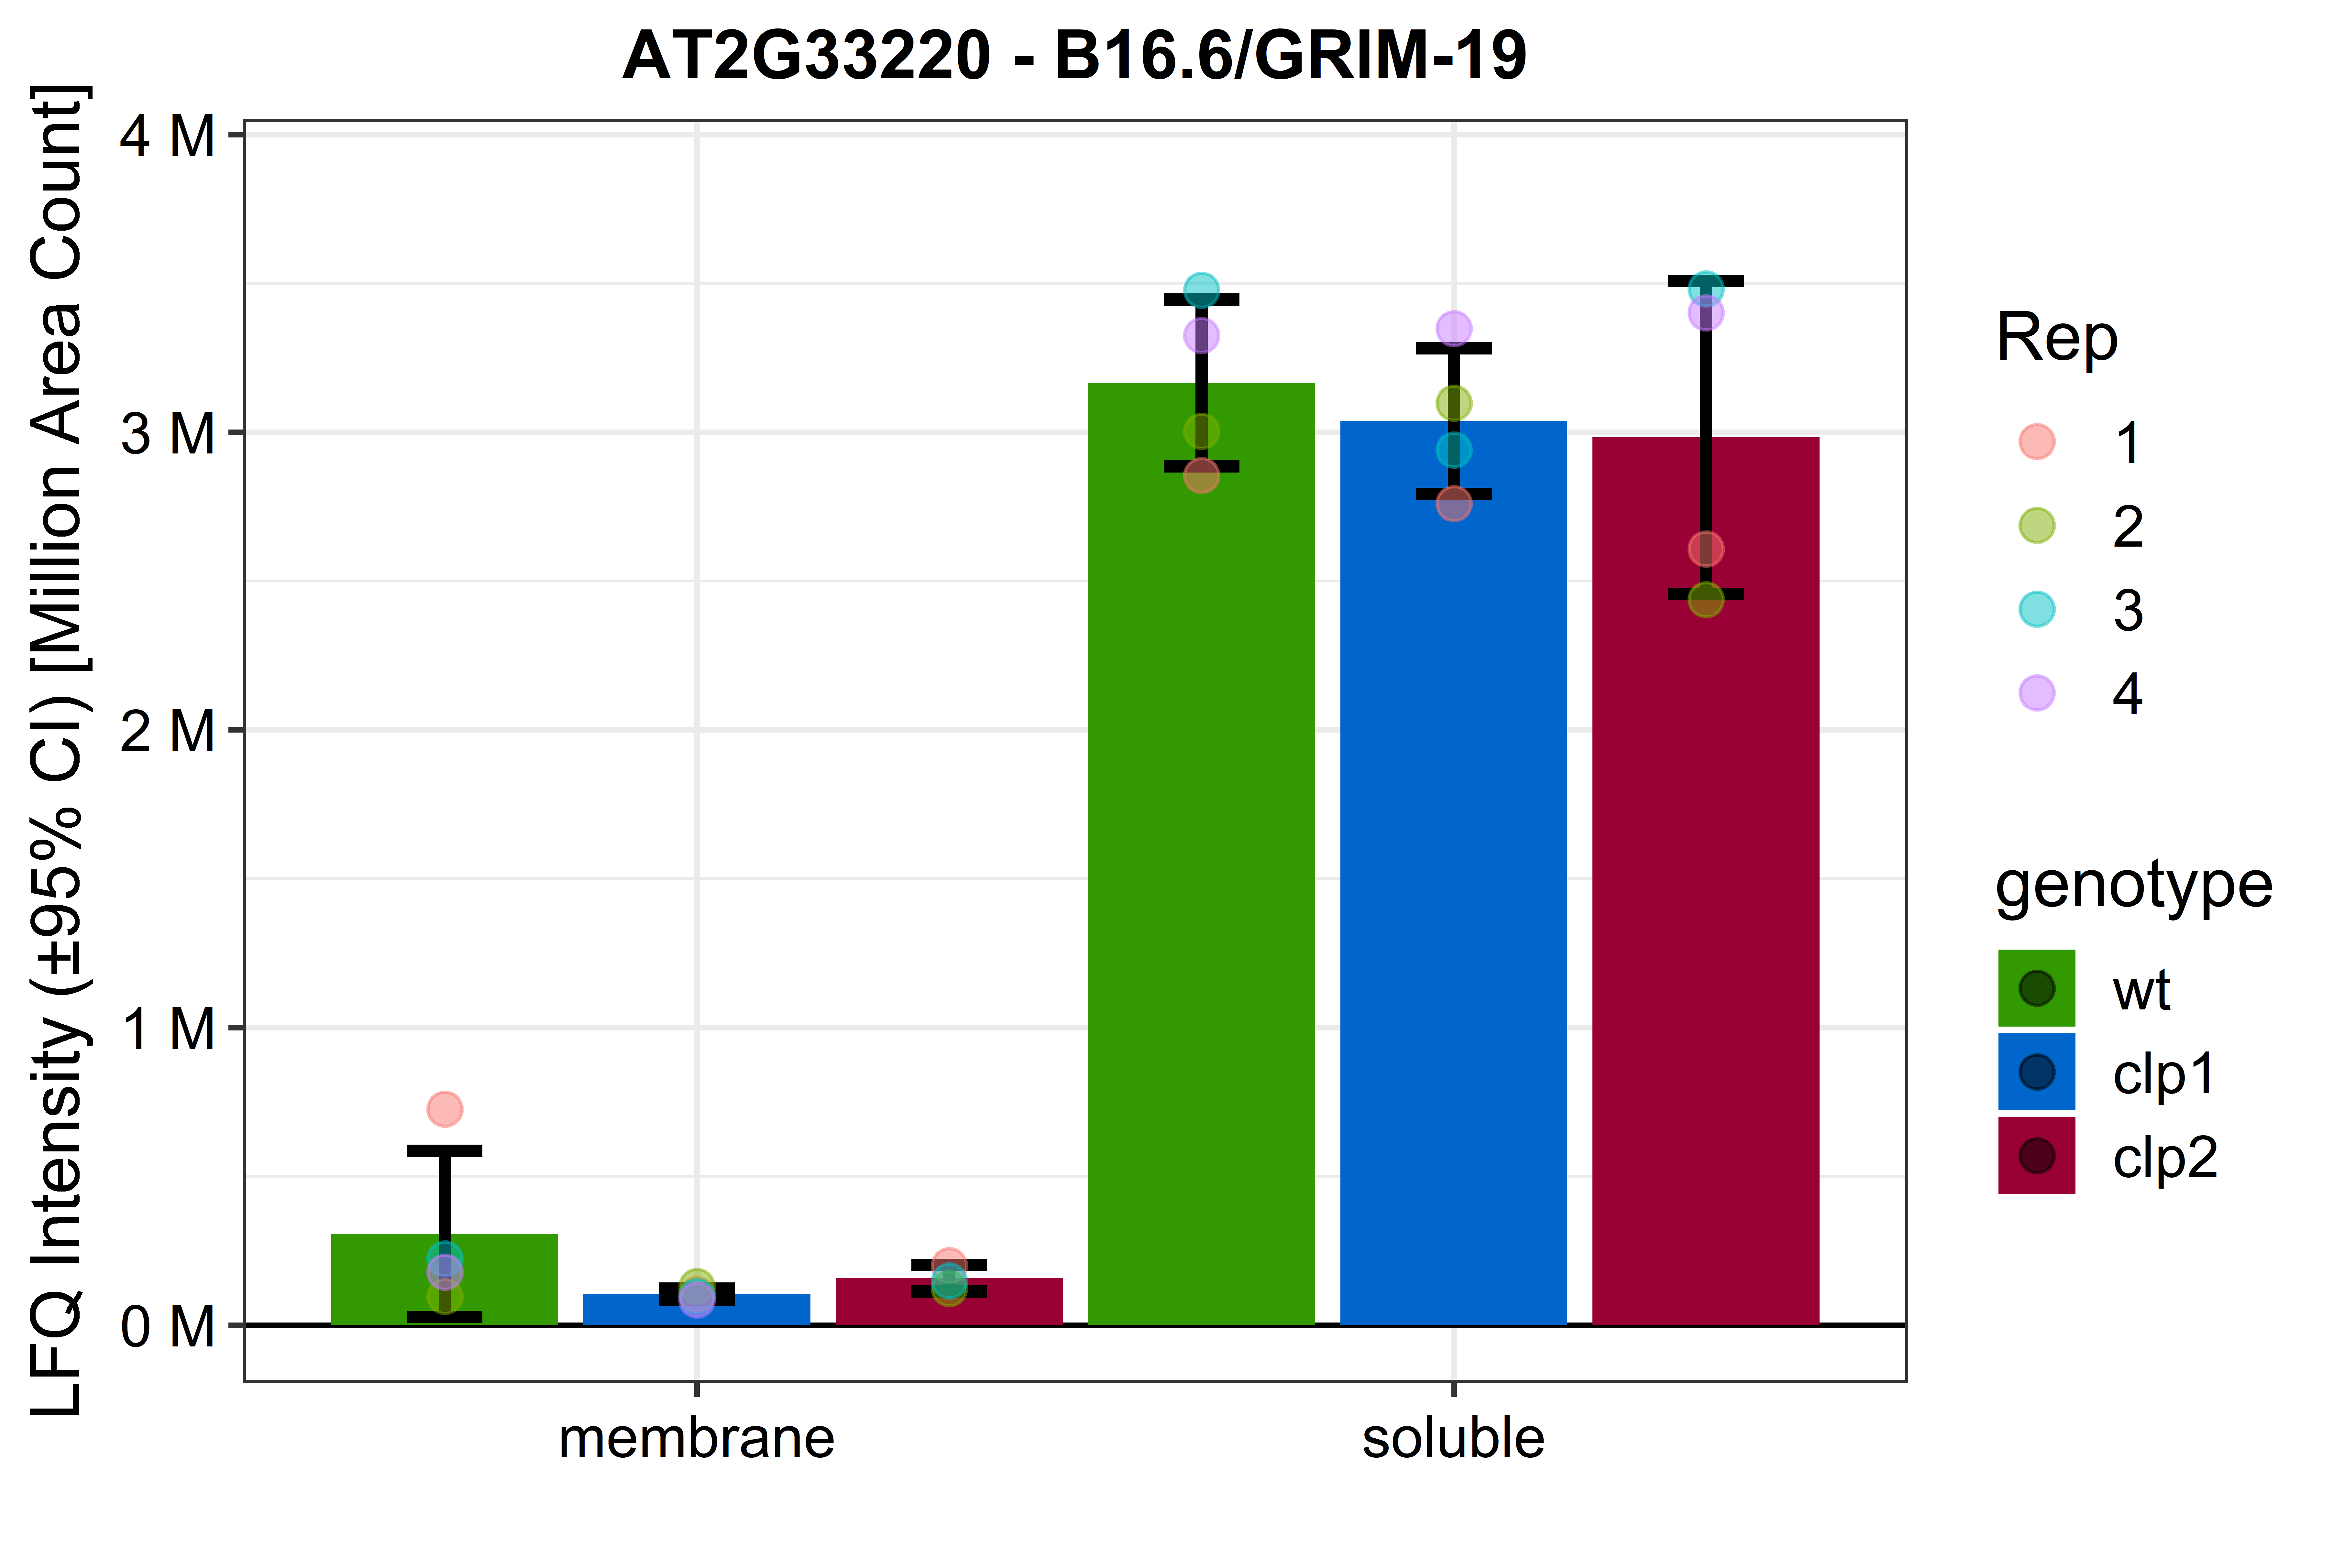 AT2G33220 - B16.6/GRIM-19
LFQ Intensity (±95% CI) [Million Area Count]
4 M
3 M
2 M
1 M
0 M
membrane
soluble
Rep
1
2
3
4
genotype
wt
clp1
clp2